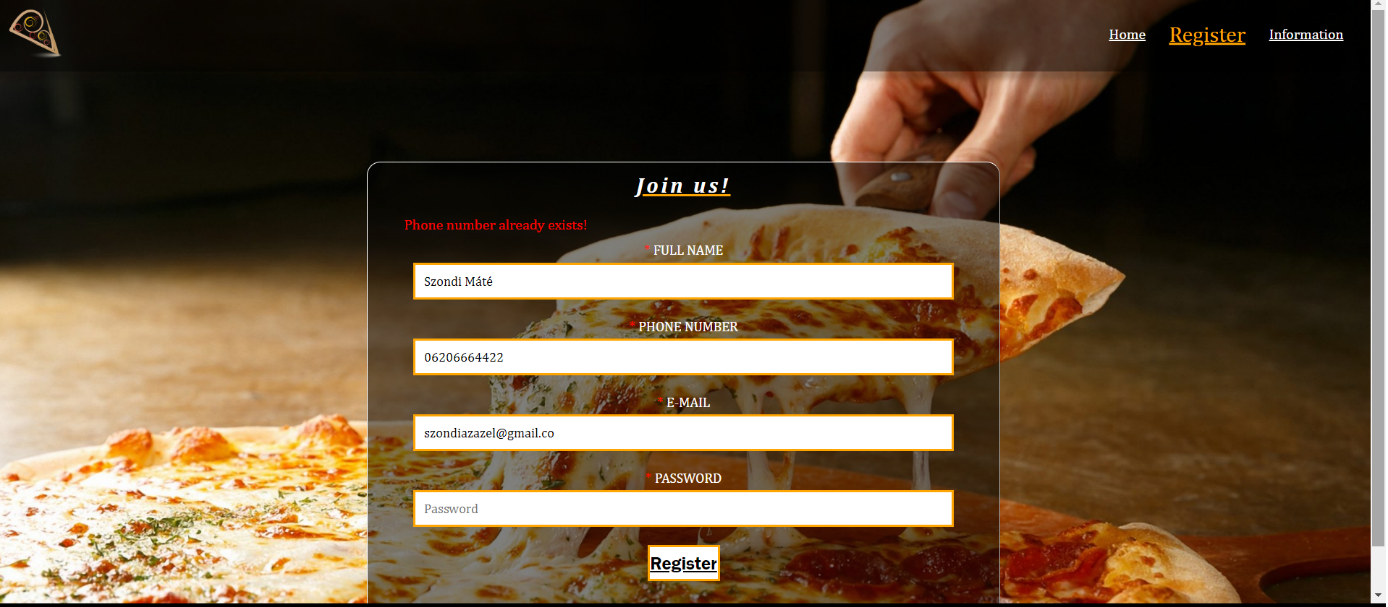 Home Register Information
Join us!
Phone number already exists!
* FULL NAME
Szondi Máté
* PHONE NUMBER
06206664422
* E-MAIL
szondiazazel@gmail.co
* PASSWORD
Password
Register